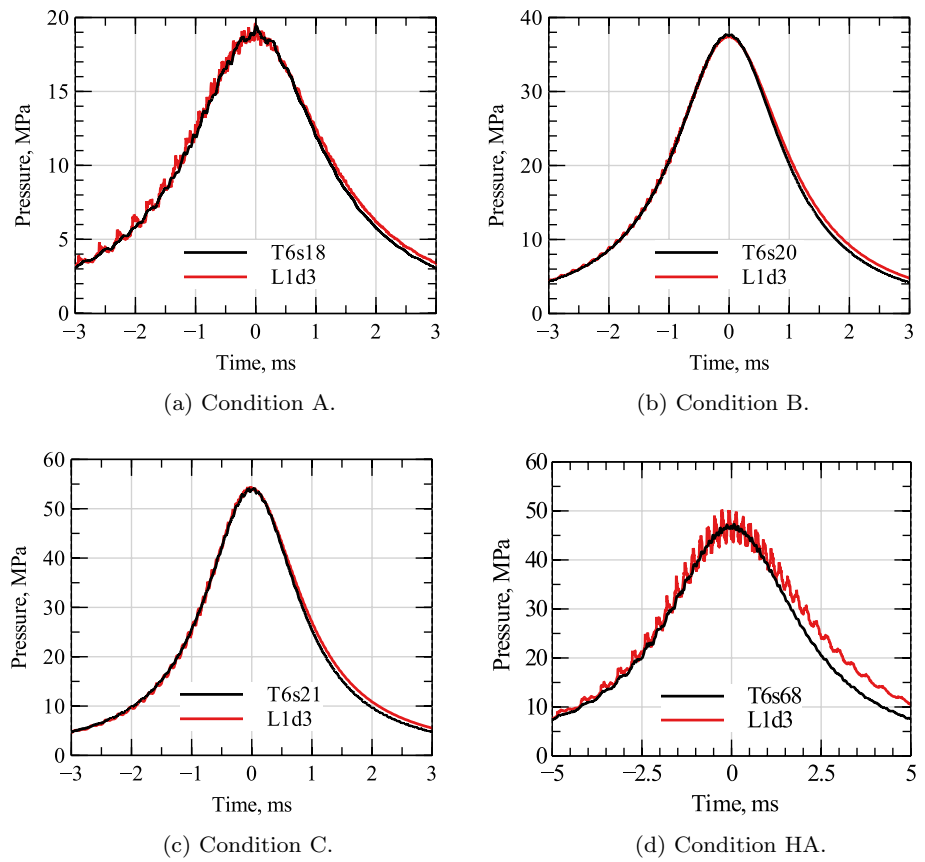 20
15
10
5
0
Pressure, MPa
T6s18
L1d3
−3 −2 −1 0 1 2 3
Time, ms
(a) Condition A.
40
30
20
10
0
Pressure, MPa
T6s20
L1d3
−3 −2 −1 0 1 2 3
Time, ms
(b) Condition B.
60
50
40
30
20
10
0
Pressure, MPa
T6s21
L1d3
−3 −2 −1 0 1 2 3
Time, ms
(c) Condition C.
60
50
40
30
20
10
0
Pressure, MPa
T6s68
L1d3
−5 −2.5 0 2.5 5
Time, ms
(d) Condition HA.